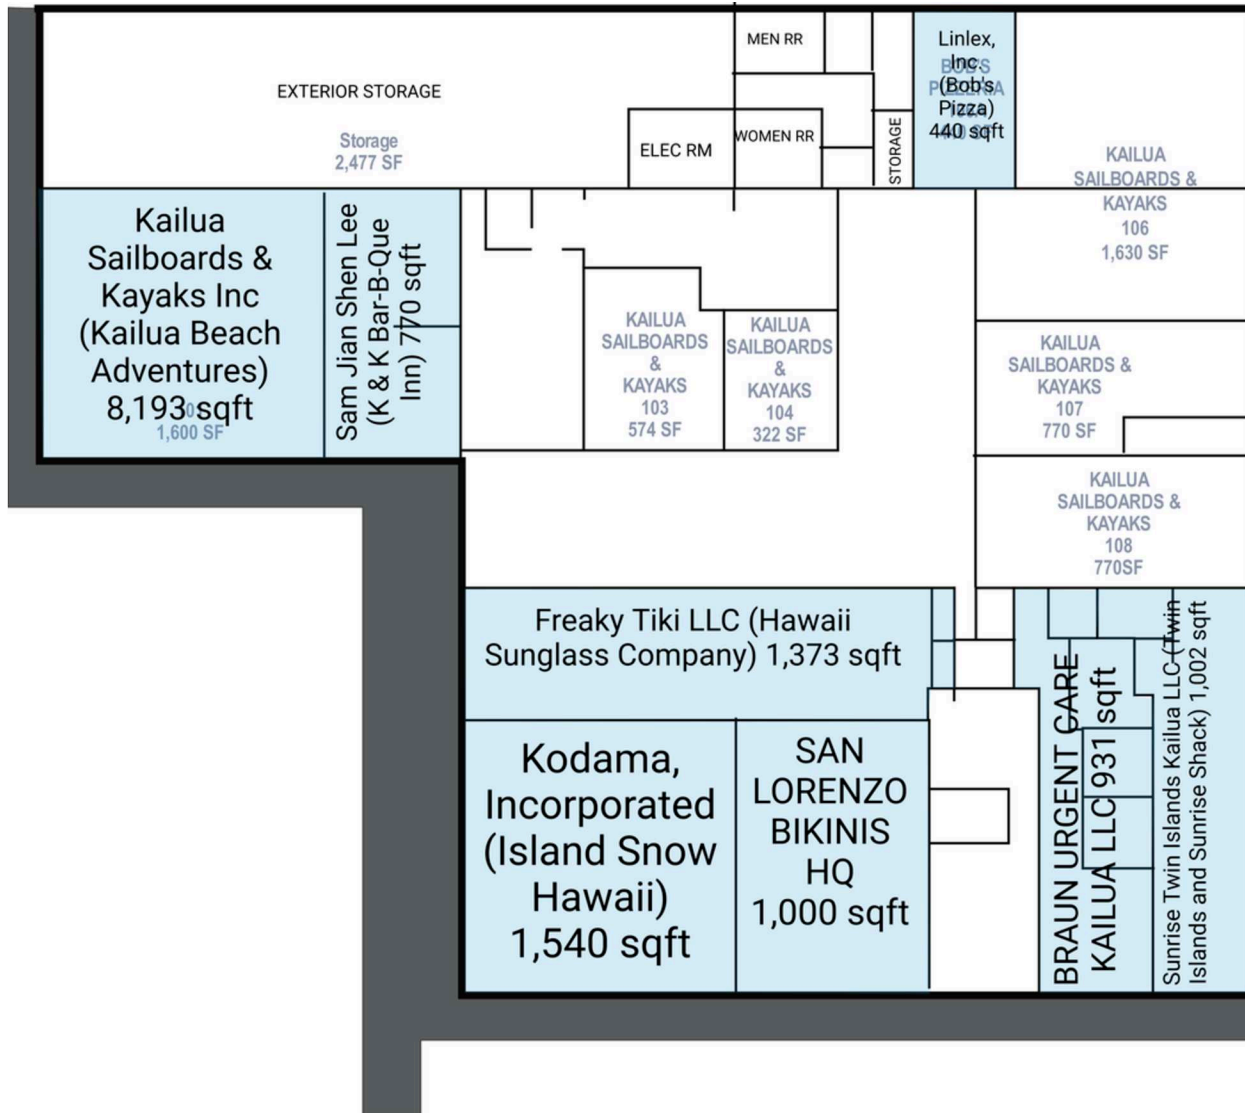 MEN RR
EXTERIOR STORAGE
Storage
2,477 SF
ELEC RM
WOMEN RR
STORAGE
Linlex,
Inc.
(Bob's
Pizza)
440 sqft
BOB'S
PIZZERIA
KAILUA
SAILBOARDS &
KAYAKS
106
1,630 SF
Kailua
Sailboards &
Kayaks Inc
(Kailua Beach
Adventures)
8,193 sqft
1,600 SF
Sam Jian Shen Lee
(K & K Bar-B-Que
Inn) 770 sqft
KAILUA
SAILBOARDS
&
KAYAKS
103
574 SF
KAILUA
SAILBOARDS
&
KAYAKS
104
322 SF
KAILUA
SAILBOARDS &
KAYAKS
107
770 SF
KAILUA
SAILBOARDS &
KAYAKS
108
770SF
Freaky Tiki LLC (Hawaii
Sunglass Company) 1,373 sqft
Kodama,
Incorporated
(Island Snow
Hawaii)
1,540 sqft
SAN
LORENZO
BIKINIS
HQ
1,000 sqft
BRAUN URGENT CARE
KAILUA LLC 931 sqft
Sunrise Twin Islands Kailua LLC (Twin
Islands and Sunrise Shack) 1,002 sqft